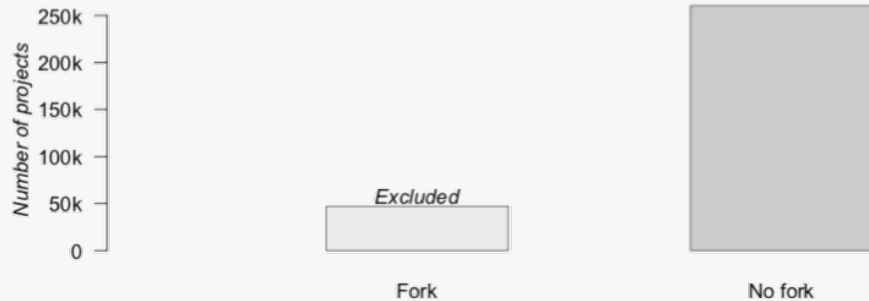 Number of projects
250k
200k
150k
100k
50k
0
Excluded
Fork
No fork